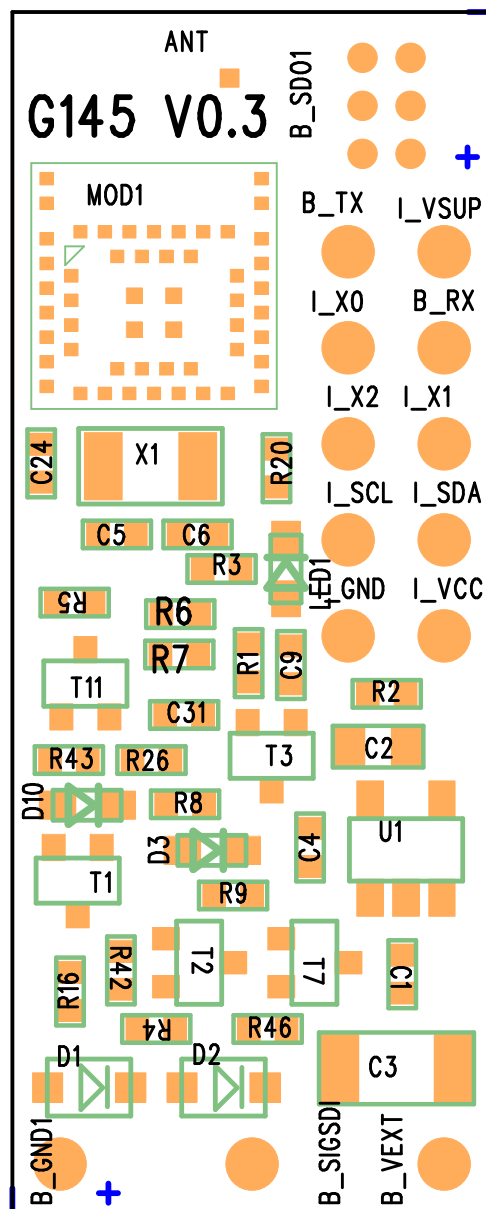 ANT
B_SDO1
G145 V0.3
MOD1
B_TX
I_VSUP
I_X0
B_RX
I_X2
I_X1
C24
X1
R20
I_SCL
I_SDA
C5
C6
R3
LED1
I_GND
I_VCC
R5
R6
R7
R1
C9
T11
R2
C31
T3
C2
R43
R26
D10
R8
D3
C4
U1
T1
R9
R42
T2
T7
R16
C1
R4
R46
D1
D2
C3
B_GND1
B_SIGSDI
B_VEXT